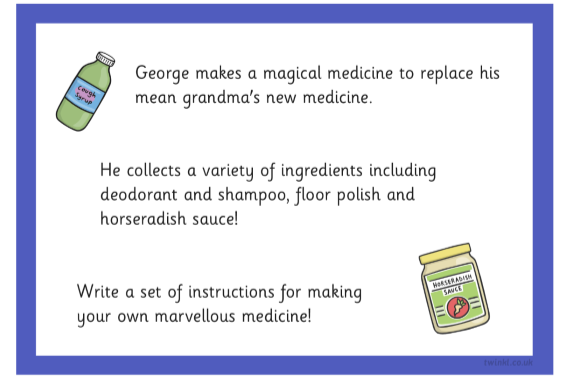 George makes a magical medicine to replace his
mean grandma's new medicine.
Cough
Syrup
He collects a variety of ingredients including
deodorant and shampoo, floor polish and
horseradish sauce!
HORSERADISH
SAUCE
Write a set of instructions for making
your own marvellous medicine!
twinkl.co.uk